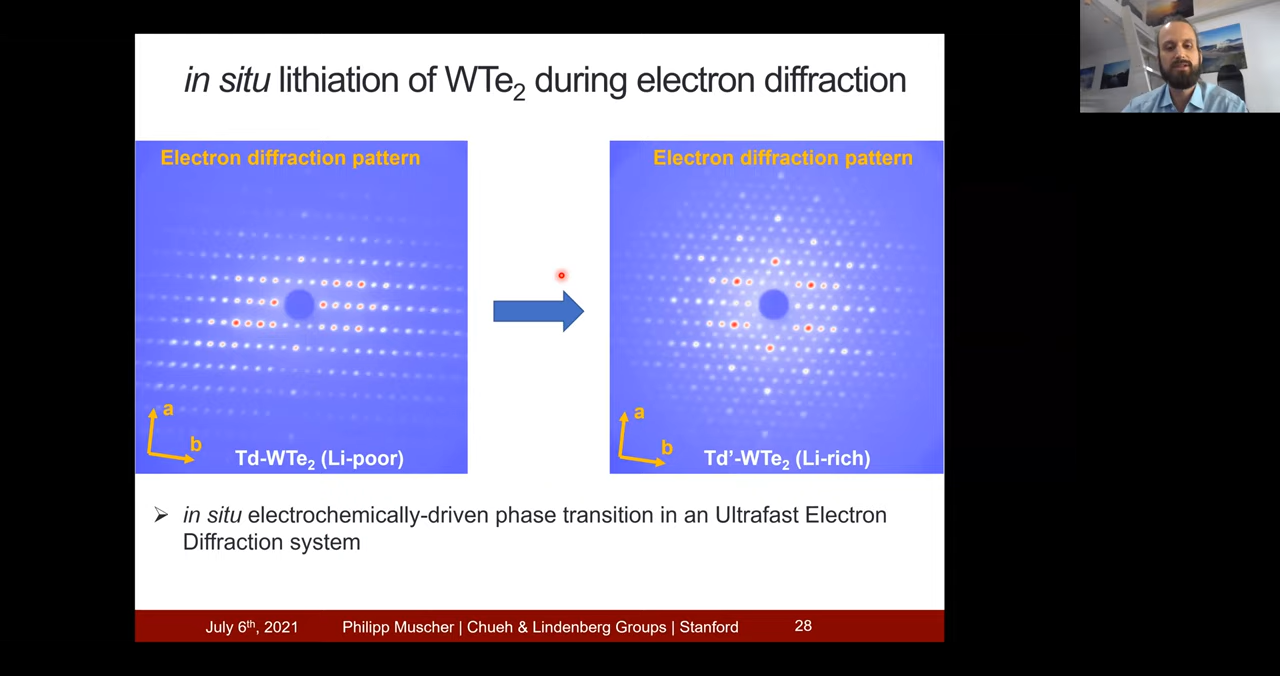 in situ lithiation of WTe₂ during electron diffraction
Electron diffraction pattern
a
b
Td-WTe₂ (Li-poor)
Electron diffraction pattern
a
b
Td’-WTe₂ (Li-rich)
➢ in situ electrochemically-driven phase transition in an Ultrafast Electron
Diffraction system
July 6ᵗʰ, 2021 Philipp Muscher | Chueh & Lindenberg Groups | Stanford 28